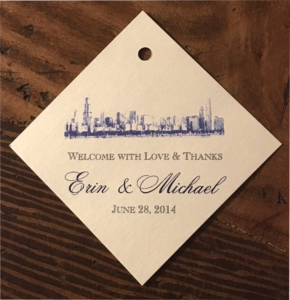 Welcome with Love & Thanks
Erin & Michael
June 28, 2014